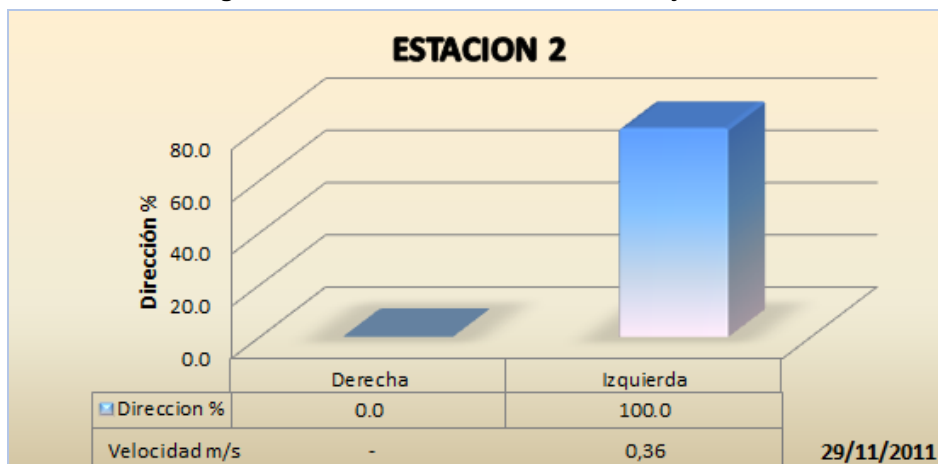 ESTACION 2
Dirección %
80.0
60.0
40.0
20.0
0.0
Derecha Izquierda
Direccion % 0.0 100.0
Velocidad m/s - 0,36
29/11/2011